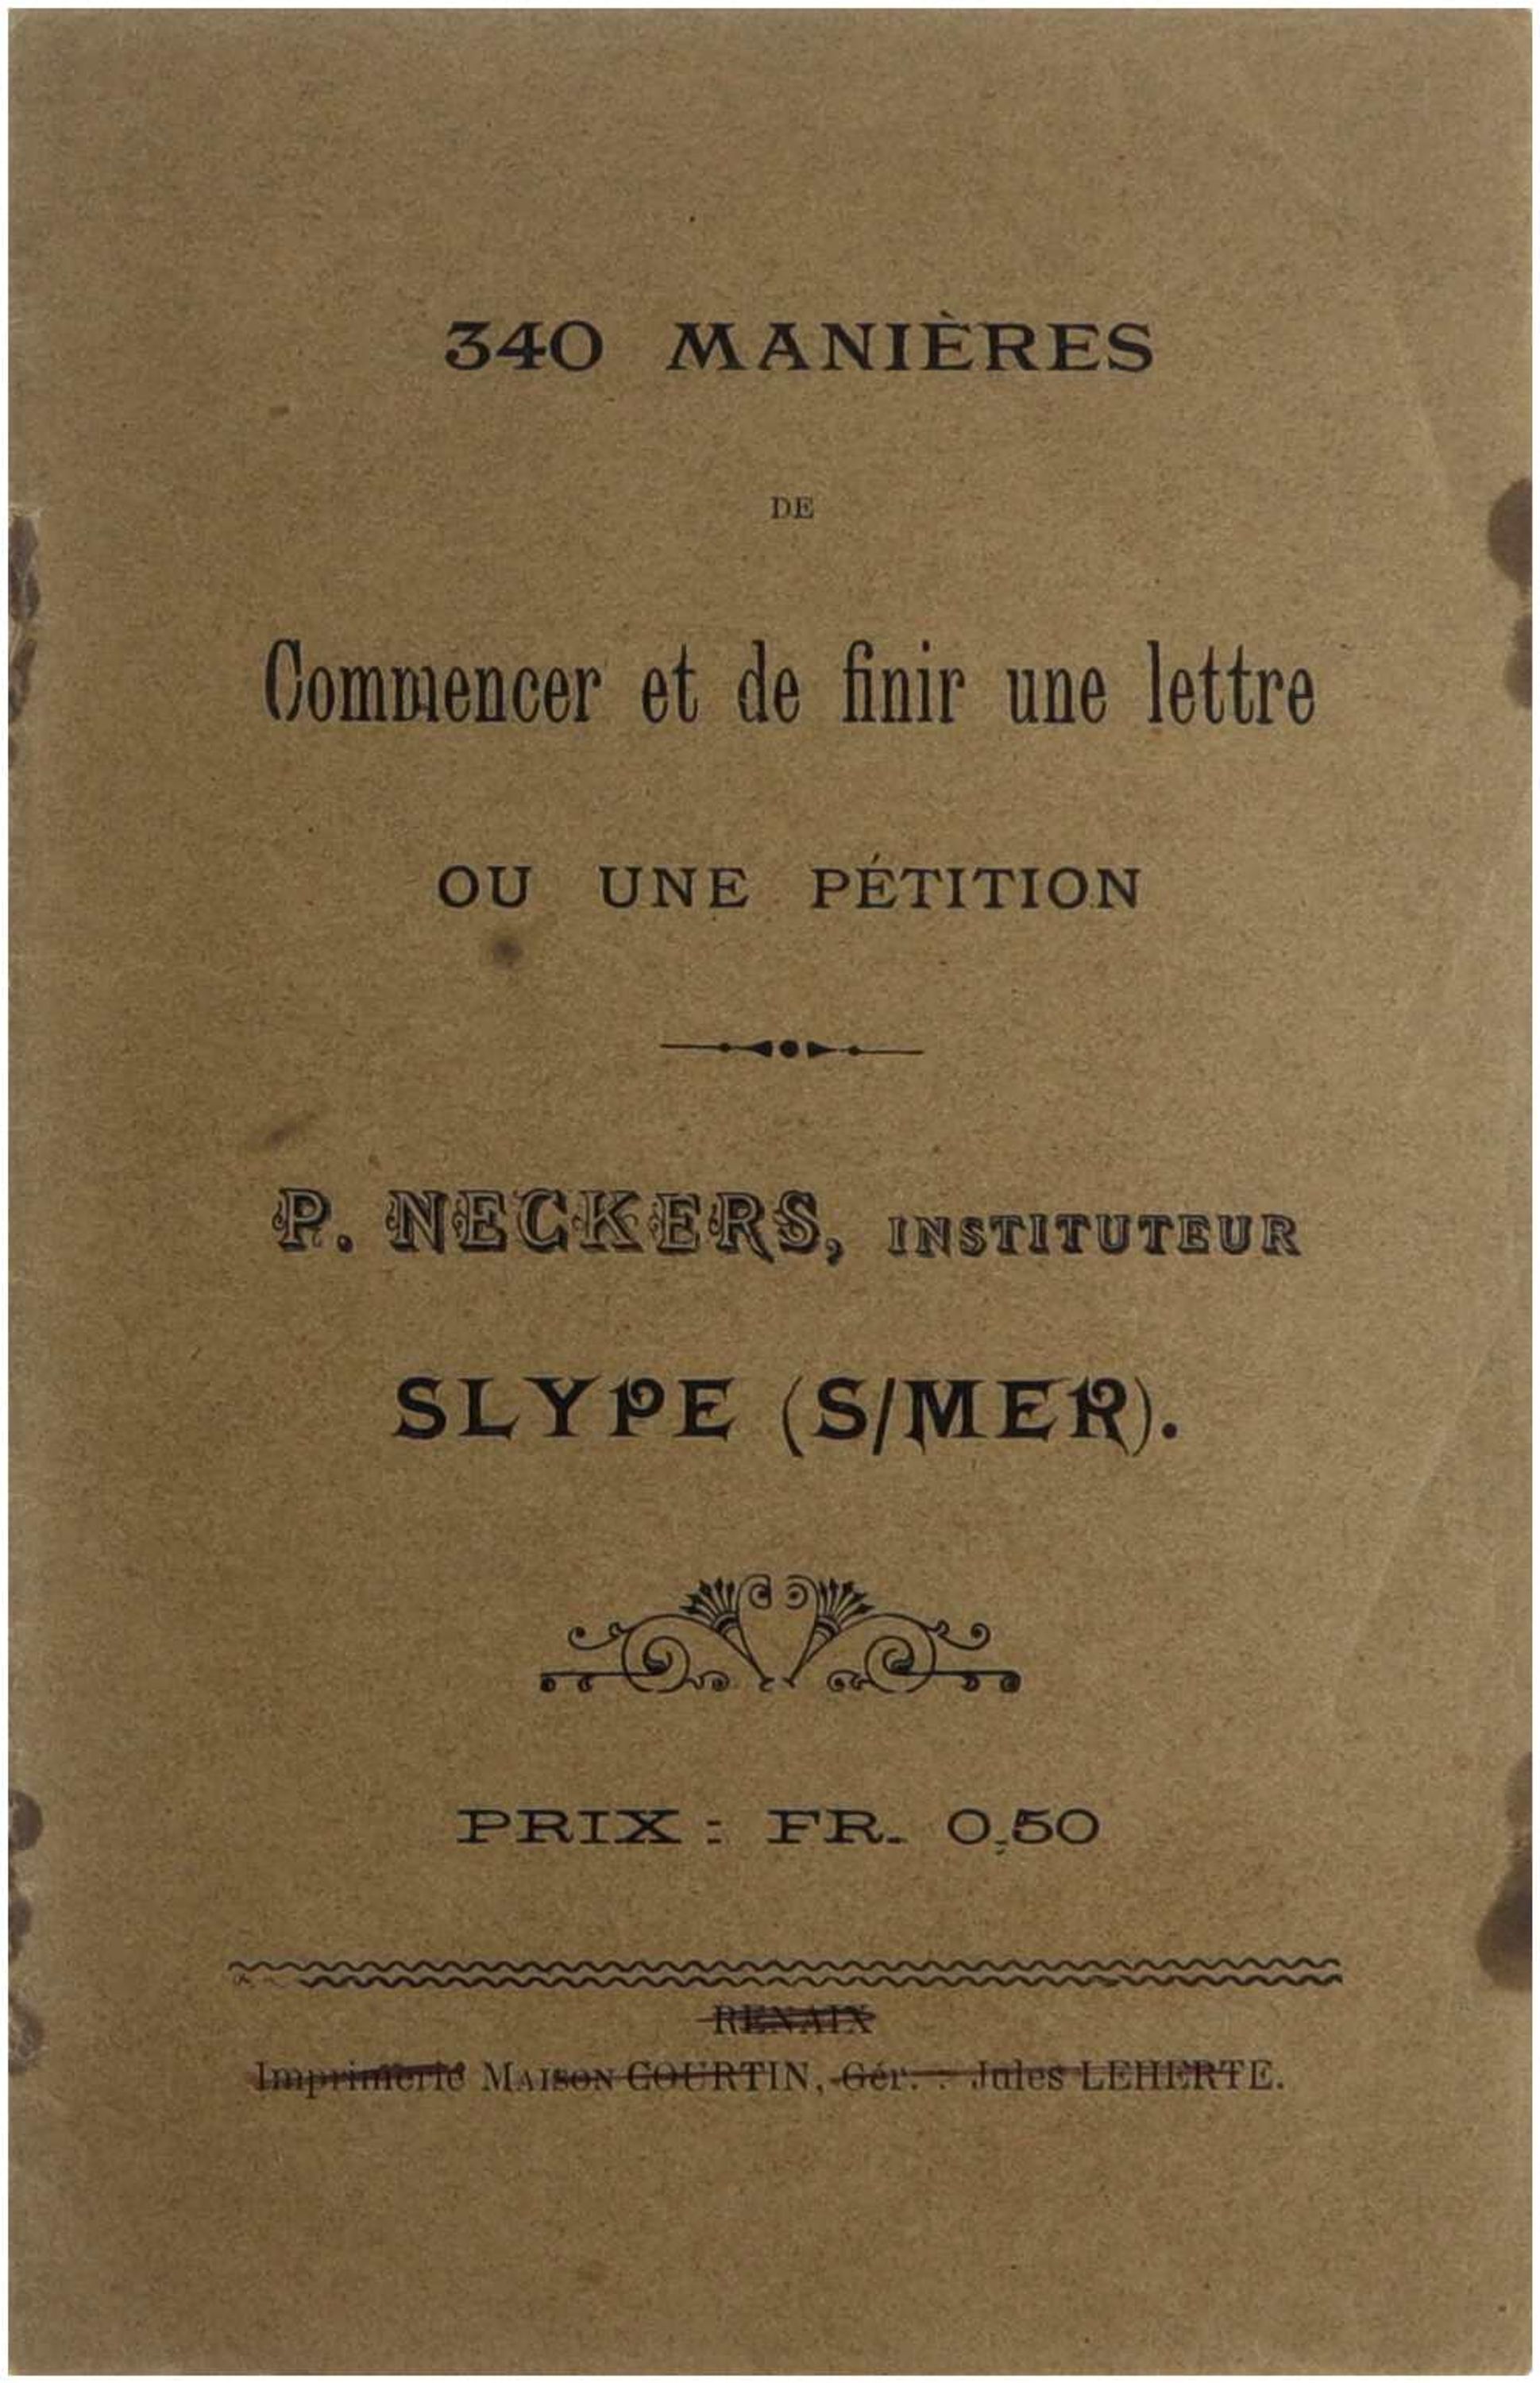 340 MANIÈRES
DE
Commencer et de finir une lettre
OU UNE PÉTITION
P. NECKERS, INSTITUTEUR
SLYPE (S/MER).
PRIX : FR. 0,50
RENAIX
Imprimerie MAISON COURTIN, Gér. : Jules LEHERTE.